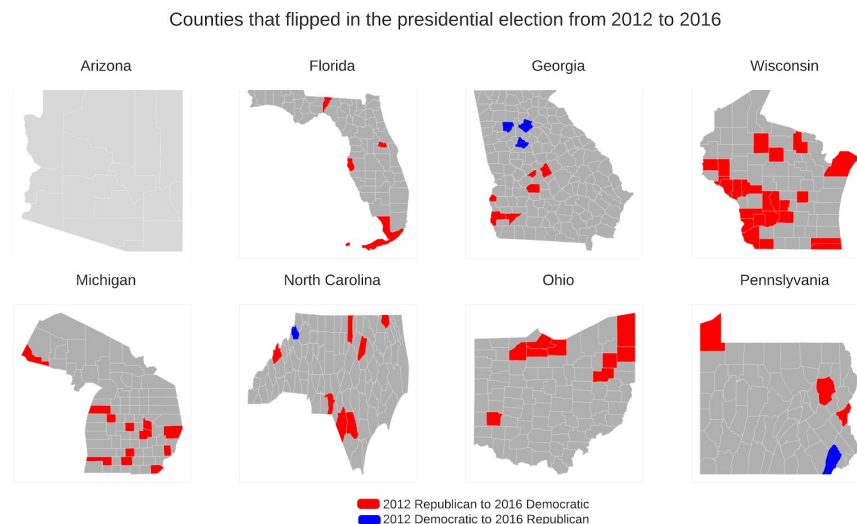 Counties that flipped in the presidential election from 2012 to 2016
Arizona
Florida
Georgia
Wisconsin
Michigan
North Carolina
Ohio
Pennslyvania
2012 Republican to 2016 Democratic
2012 Democratic to 2016 Republican